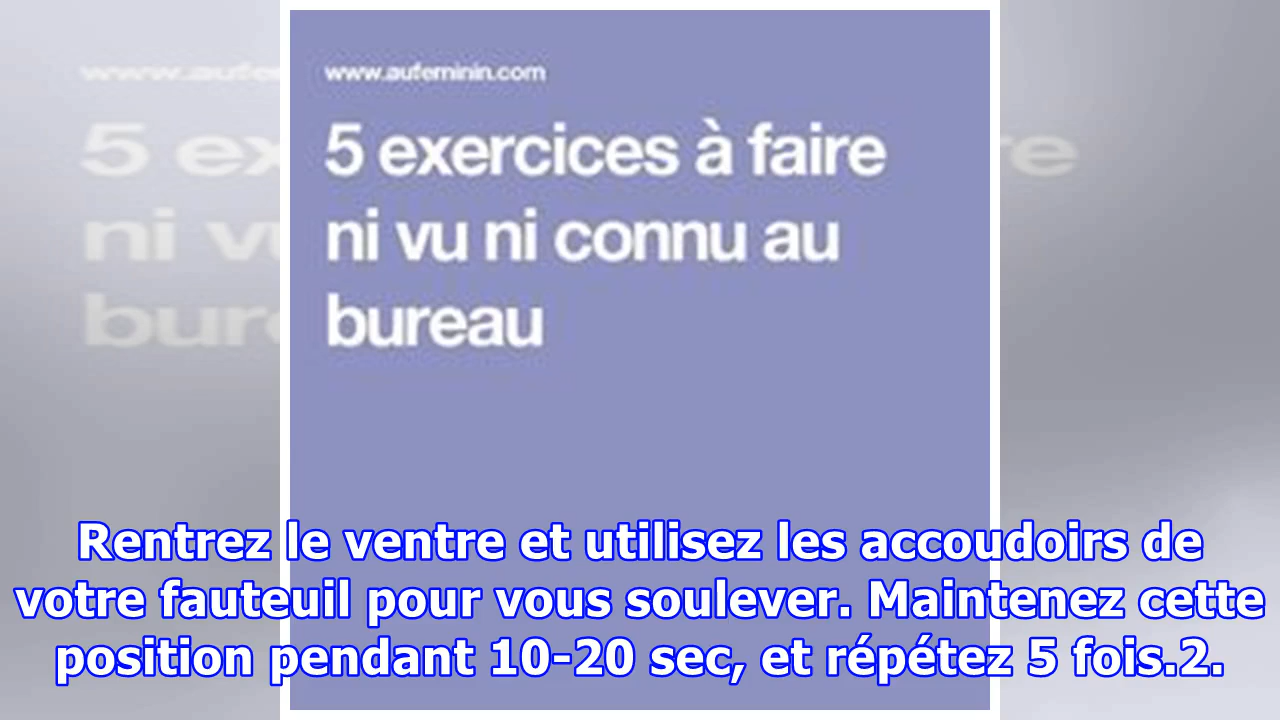 www.aufeminin.com
5 exercices à faire
ni vu ni connu au
bureau
Rentrez le ventre et utilisez les accoudoirs de
votre fauteuil pour vous soulever. Maintenez cette
position pendant 10-20 sec, et répétez 5 fois.2.